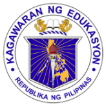 KAGAWARAN NG EDUKASYON
REPUBLIKA NG PILIPINAS